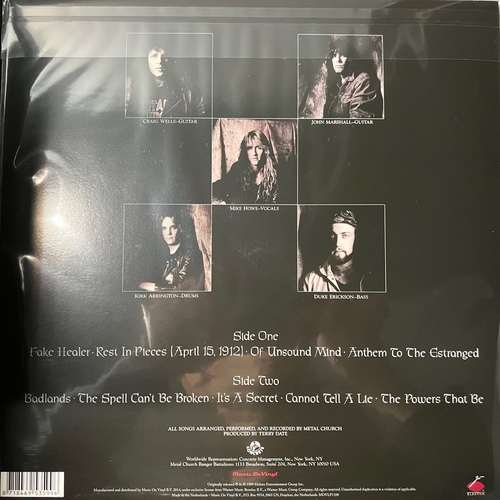 Craig Wells–Guitar
John Marshall–Guitar
Mike Howe–Vocals
Kirk Arrington–Drums
Duke Erickson–Bass
Side One
Fake Healer · Rest In Pieces (April 15, 1912) · Of Unsound Mind · Anthem To The Estranged
Side Two
Badlands · The Spell Can't Be Broken · It's A Secret · Cannot Tell A Lie · The Powers That Be
ALL SONGS ARRANGED, PERFORMED, AND RECORDED BY METAL CHURCH
PRODUCED BY TERRY DATE
Worldwide Representation: Concrete Management, Inc., New York, NY
Metal Church Banger Battalions: 1133 Broadway, Suite 204, New York, NY 10010 USA
Music On Vinyl